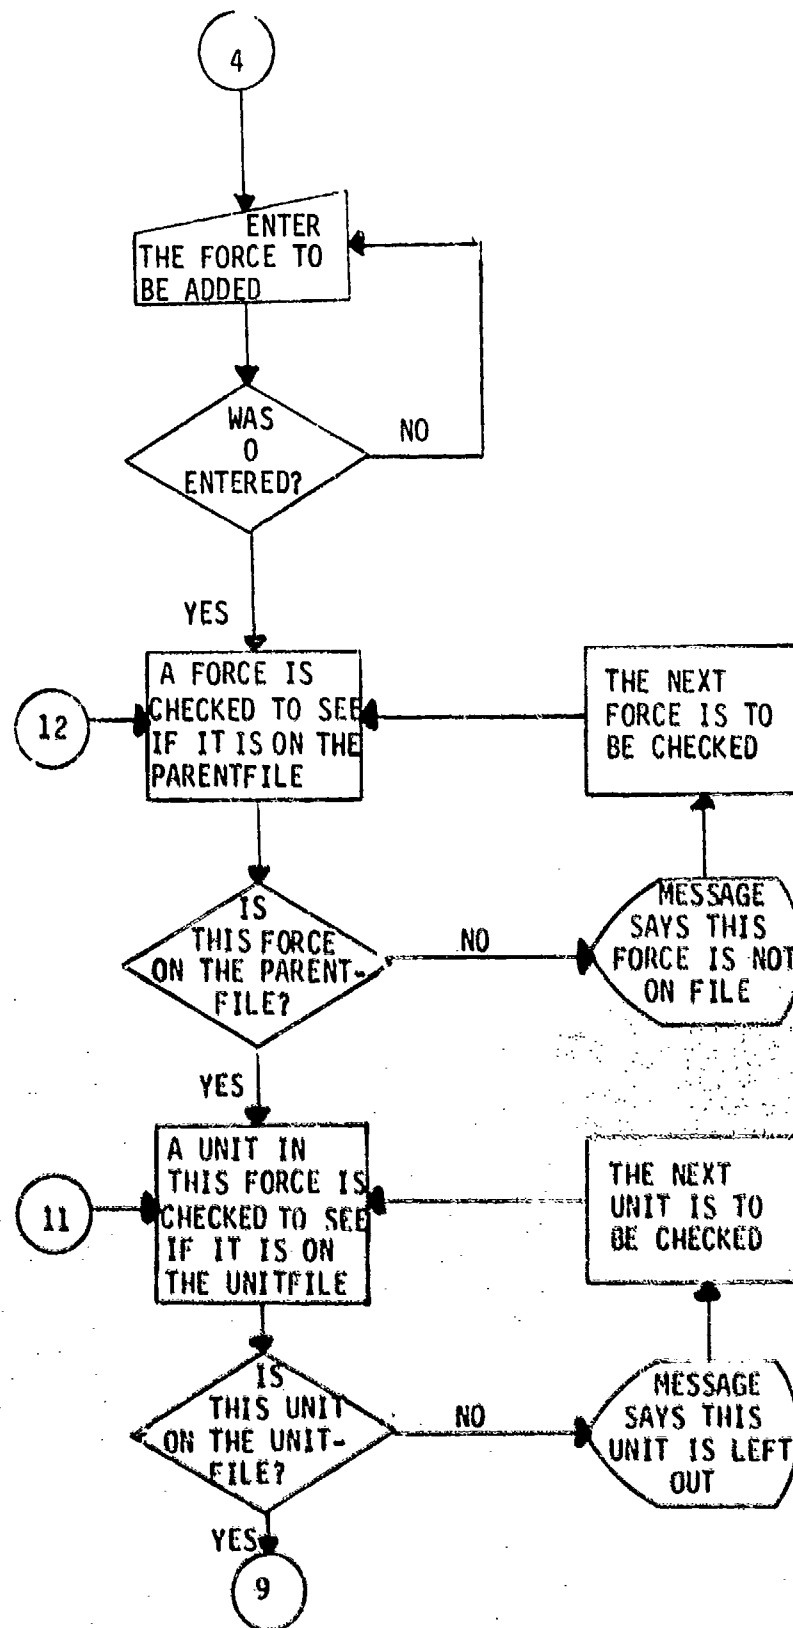 4
ENTER
THE FORCE TO
BE ADDED
WAS
0
ENTERED?
NO
YES
A FORCE IS
CHECKED TO SEE
IF IT IS ON THE
PARENTFILE
12
THE NEXT
FORCE IS TO
BE CHECKED
IS
THIS FORCE
ON THE PARENT-
FILE?
NO
MESSAGE
SAYS THIS
FORCE IS NOT
ON FILE
YES
A UNIT IN
THIS FORCE IS
CHECKED TO SEE
IF IT IS ON
THE UNITFILE
11
THE NEXT
UNIT IS TO
BE CHECKED
IS
THIS UNIT
ON THE UNIT-
FILE?
NO
MESSAGE
SAYS THIS
UNIT IS LEFT
OUT
YES
9